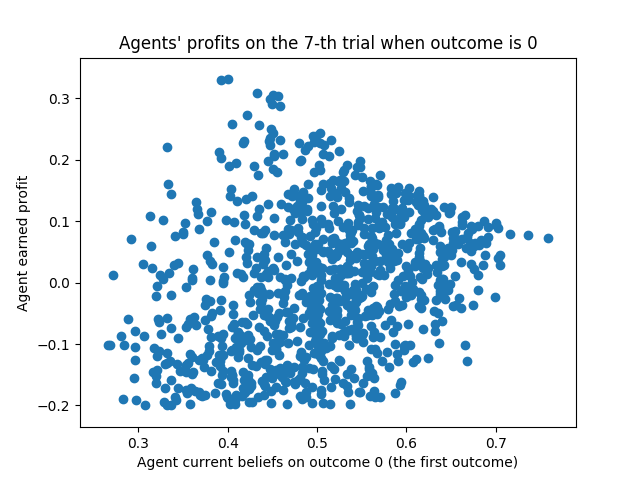 Agents' profits on the 7-th trial when outcome is 0
Agent earned profit
0.3
0.2
0.1
0.0
−0.1
−0.2
0.3 0.4 0.5 0.6 0.7
Agent current beliefs on outcome 0 (the first outcome)